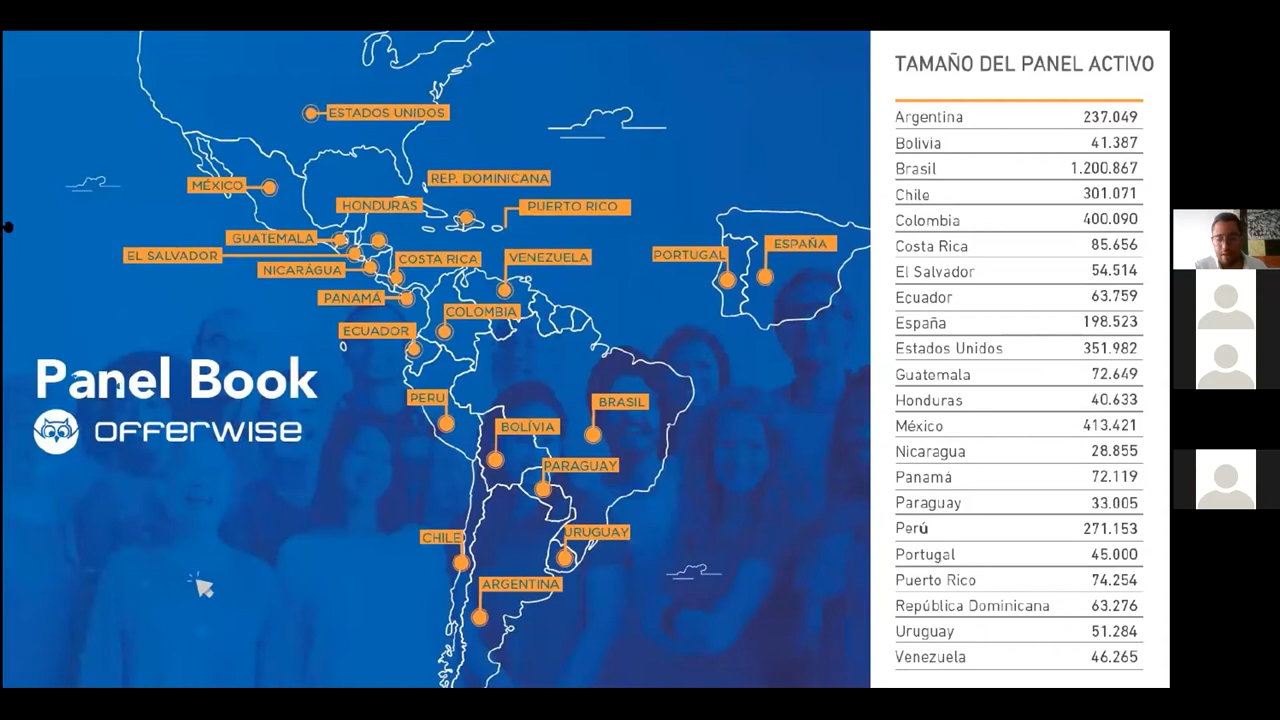 ESTADOS UNIDOS
REP. DOMINICANA
MÉXICO
HONDURAS
PUERTO RICO
GUATEMALA
EL SALVADOR
COSTA RICA
VENEZUELA
PORTUGAL
ESPAÑA
NICARÁGUA
PANAMÁ
COLOMBIA
ECUADOR
Panel Book
OFFERWISE
PERU
BRASIL
BOLÍVIA
PARAGUAY
CHILE
URUGUAY
ARGENTINA
TAMAÑO DEL PANEL ACTIVO
Argentina 237.049
Bolivia 41.387
Brasil 1.200.867
Chile 301.071
Colombia 400.090
Costa Rica 85.656
El Salvador 54.514
Ecuador 63.759
España 198.523
Estados Unidos 351.982
Guatemala 72.649
Honduras 40.633
México 413.421
Nicaragua 28.855
Panamá 72.119
Paraguay 33.005
Perú 271.153
Portugal 45.000
Puerto Rico 74.254
República Dominicana 63.276
Uruguay 51.284
Venezuela 46.265